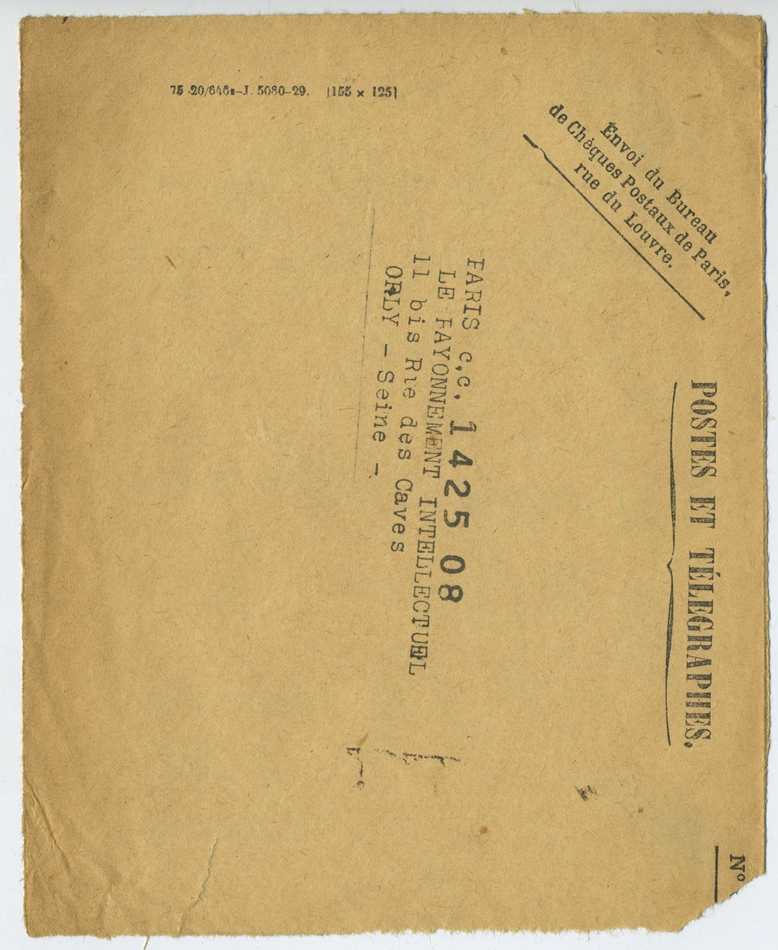 75-20/646s-J. 5080-29. [155 × 125]
Envoi du Bureau
de Chèques Postaux de Paris,
rue du Louvre.
POSTES ET TÉLÉGRAPHES.
Nº
PARIS c.c. 1425 08
LE RAYONNEMENT INTELLECTUEL
11 bis Rue des Caves
ORLY - Seine -